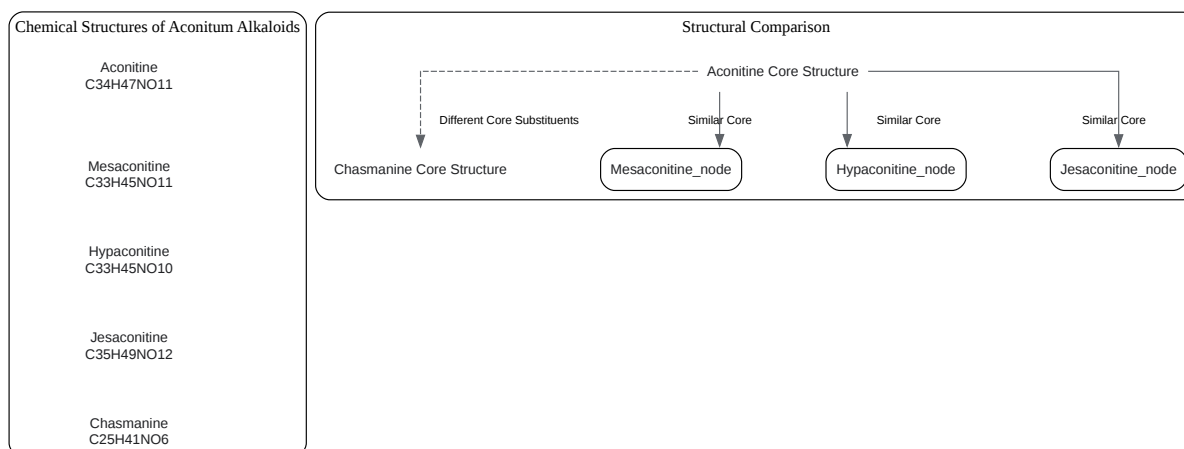 Chemical Structures of Aconitum Alkaloids
Aconitine
C34H47NO11
Mesaconitine
C33H45NO11
Hypaconitine
C33H45NO10
Jesaconitine
C35H49NO12
Chasmanine
C25H41NO6
Structural Comparison
Aconitine Core Structure
Different Core Substituents
Similar Core
Similar Core
Similar Core
Chasmanine Core Structure
Mesaconitine_node
Hypaconitine_node
Jesaconitine_node